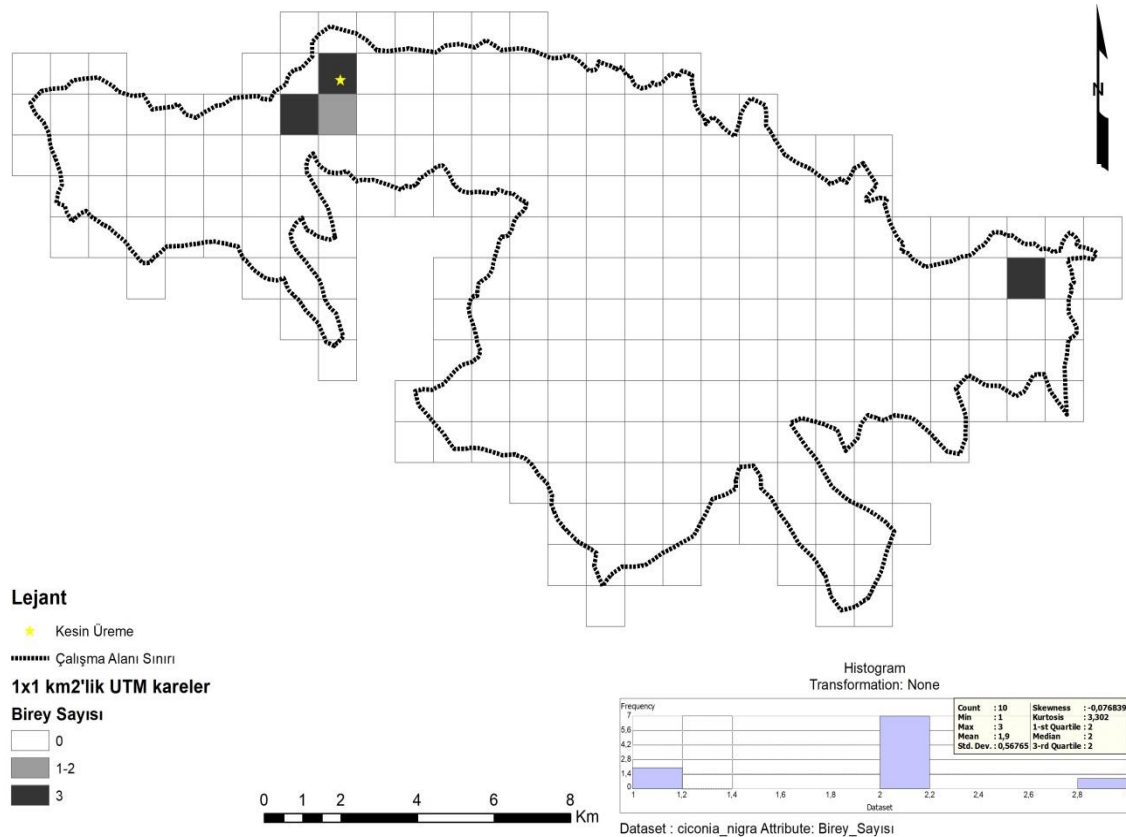 N
Lejant
Kesin Üreme
Çalışma Alanı Sınırı
1x1 km2'lik UTM kareler
Birey Sayısı
0
1-2
3
0 1 2 4 6 8
Km
Histogram
Transformation: None
Frequency
7
5,6
4,2
2,8
1,4
0
1 1,2 1,4 1,6 1,8 2 2,2 2,4 2,6 2,8
Dataset
Count : 10 Skewness : -0,076839
Min : 1 Kurtosis : 3,302
Max : 3 1-st Quartile : 2
Mean : 1,9 Median : 2
Std. Dev. : 0,56765 3-rd Quartile : 2
Dataset : ciconia_nigra Attribute: Birey_Sayısı